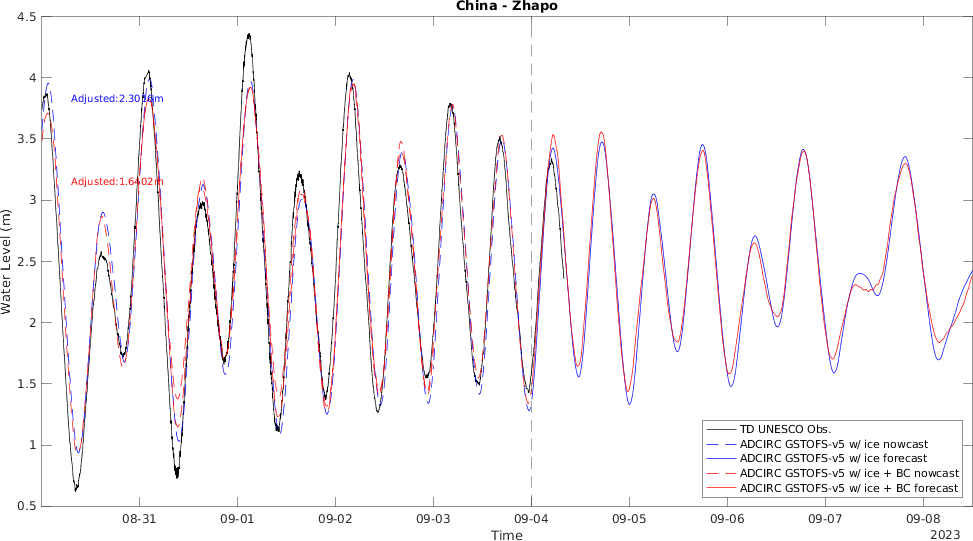 China - Zhapo
4.5
4
3.5
3
2.5
2
1.5
1
0.5
Water Level (m)
Adjusted:2.3016m
Adjusted:1.6402m
TD UNESCO Obs.
ADCIRC GSTOFS-v5 w/ ice nowcast
ADCIRC GSTOFS-v5 w/ ice forecast
ADCIRC GSTOFS-v5 w/ ice + BC nowcast
ADCIRC GSTOFS-v5 w/ ice + BC forecast
08-31 09-01 09-02 09-03 09-04 09-05 09-06 09-07 09-08
Time
2023